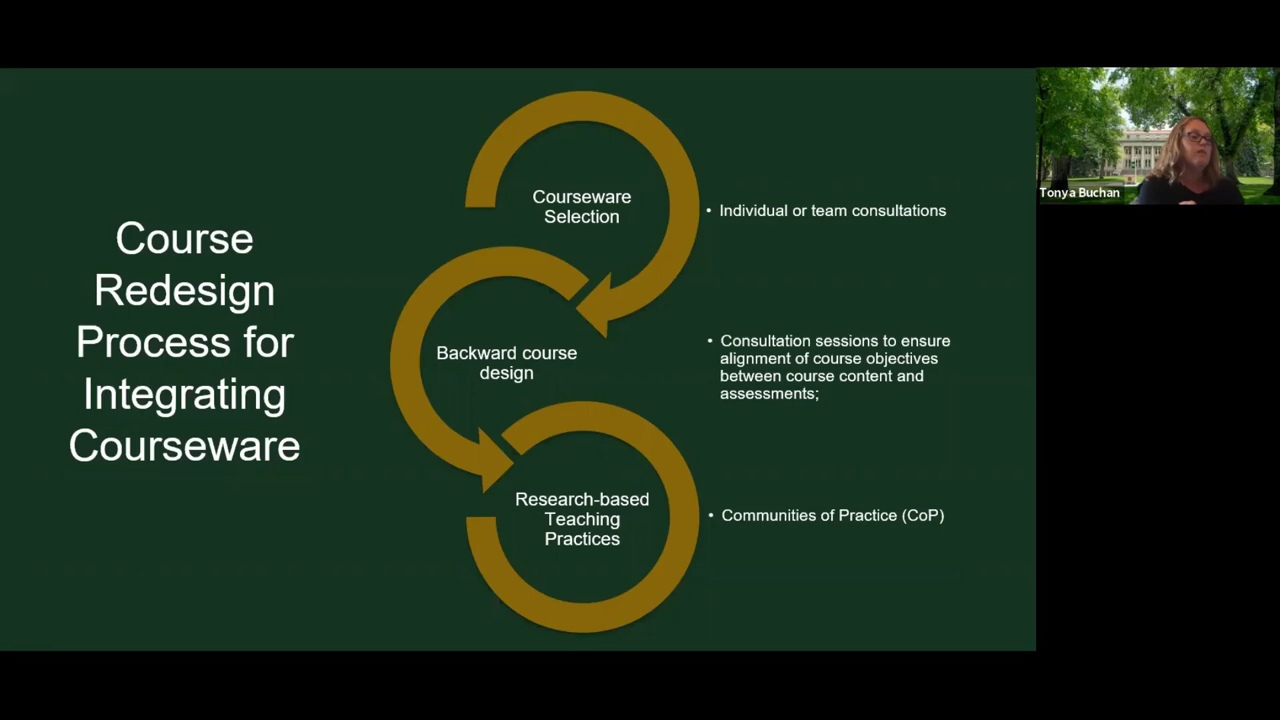 Course
Redesign
Process for
Integrating
Courseware
Courseware
Selection
• Individual or team consultations
Backward course
design
• Consultation sessions to ensure
alignment of course objectives
between course content and
assessments;
Research-based
Teaching
Practices
• Communities of Practice (CoP)
Tonya Buchan